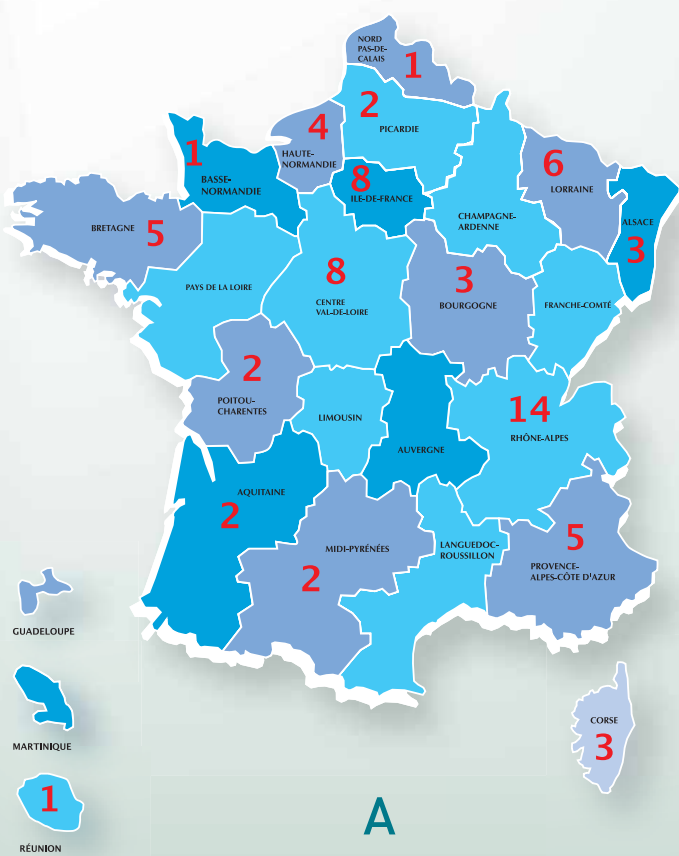 NORD
PAS-DE-
CALAIS
1
2
PICARDIE
4
HAUTE-
NORMANDIE
1
BASSE-
NORMANDIE
8
ILE-DE-FRANCE
6
LORRAINE
ALSACE
3
CHAMPAGNE-
ARDENNE
BRETAGNE
5
PAYS DE LA LOIRE
8
CENTRE
VAL-DE-LOIRE
3
BOURGOGNE
FRANCHE-COMTÉ
2
POITOU-
CHARENTES
LIMOUSIN
AUVERGNE
14
RHÔNE-ALPES
AQUITAINE
2
MIDI-PYRÉNÉES
2
LANGUEDOC-
ROUSSILLON
5
PROVENCE-
ALPES-CÔTE D'AZUR
GUADELOUPE
MARTINIQUE
1
RÉUNION
CORSE
3
A